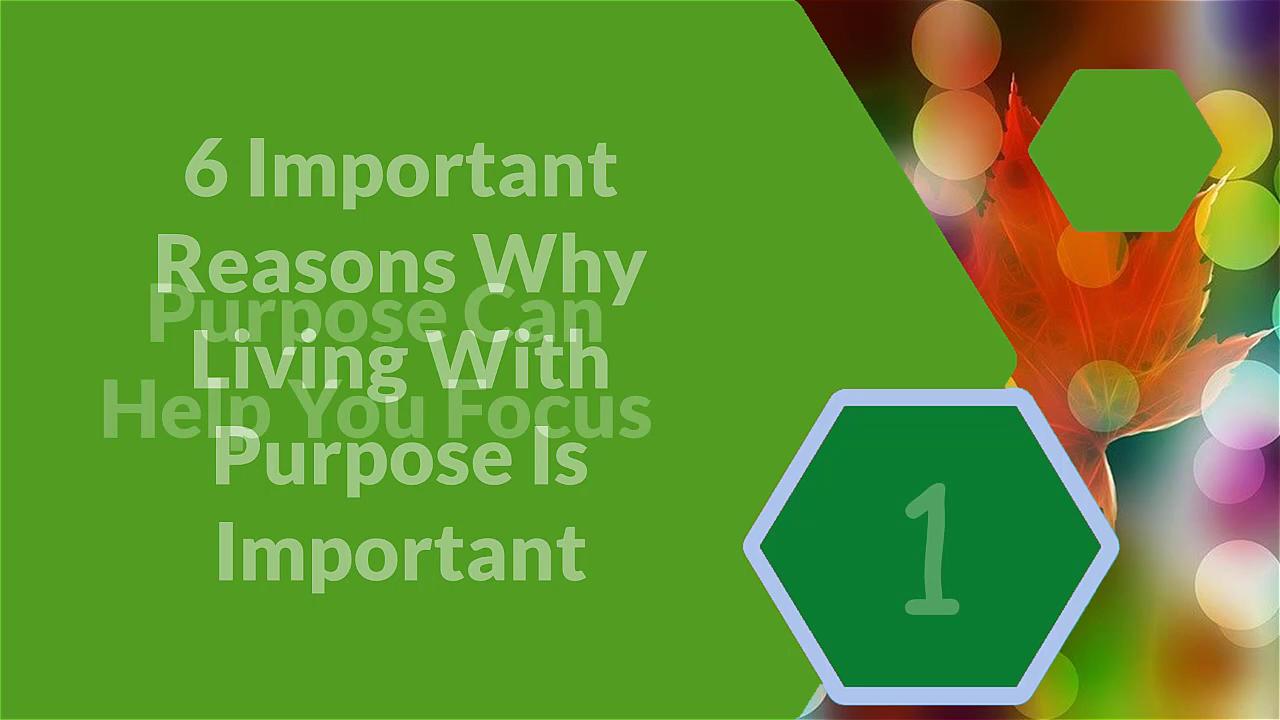 6 Important
Reasons Why
Living With
Purpose Is
Important
Purpose Can
Help You Focus
1